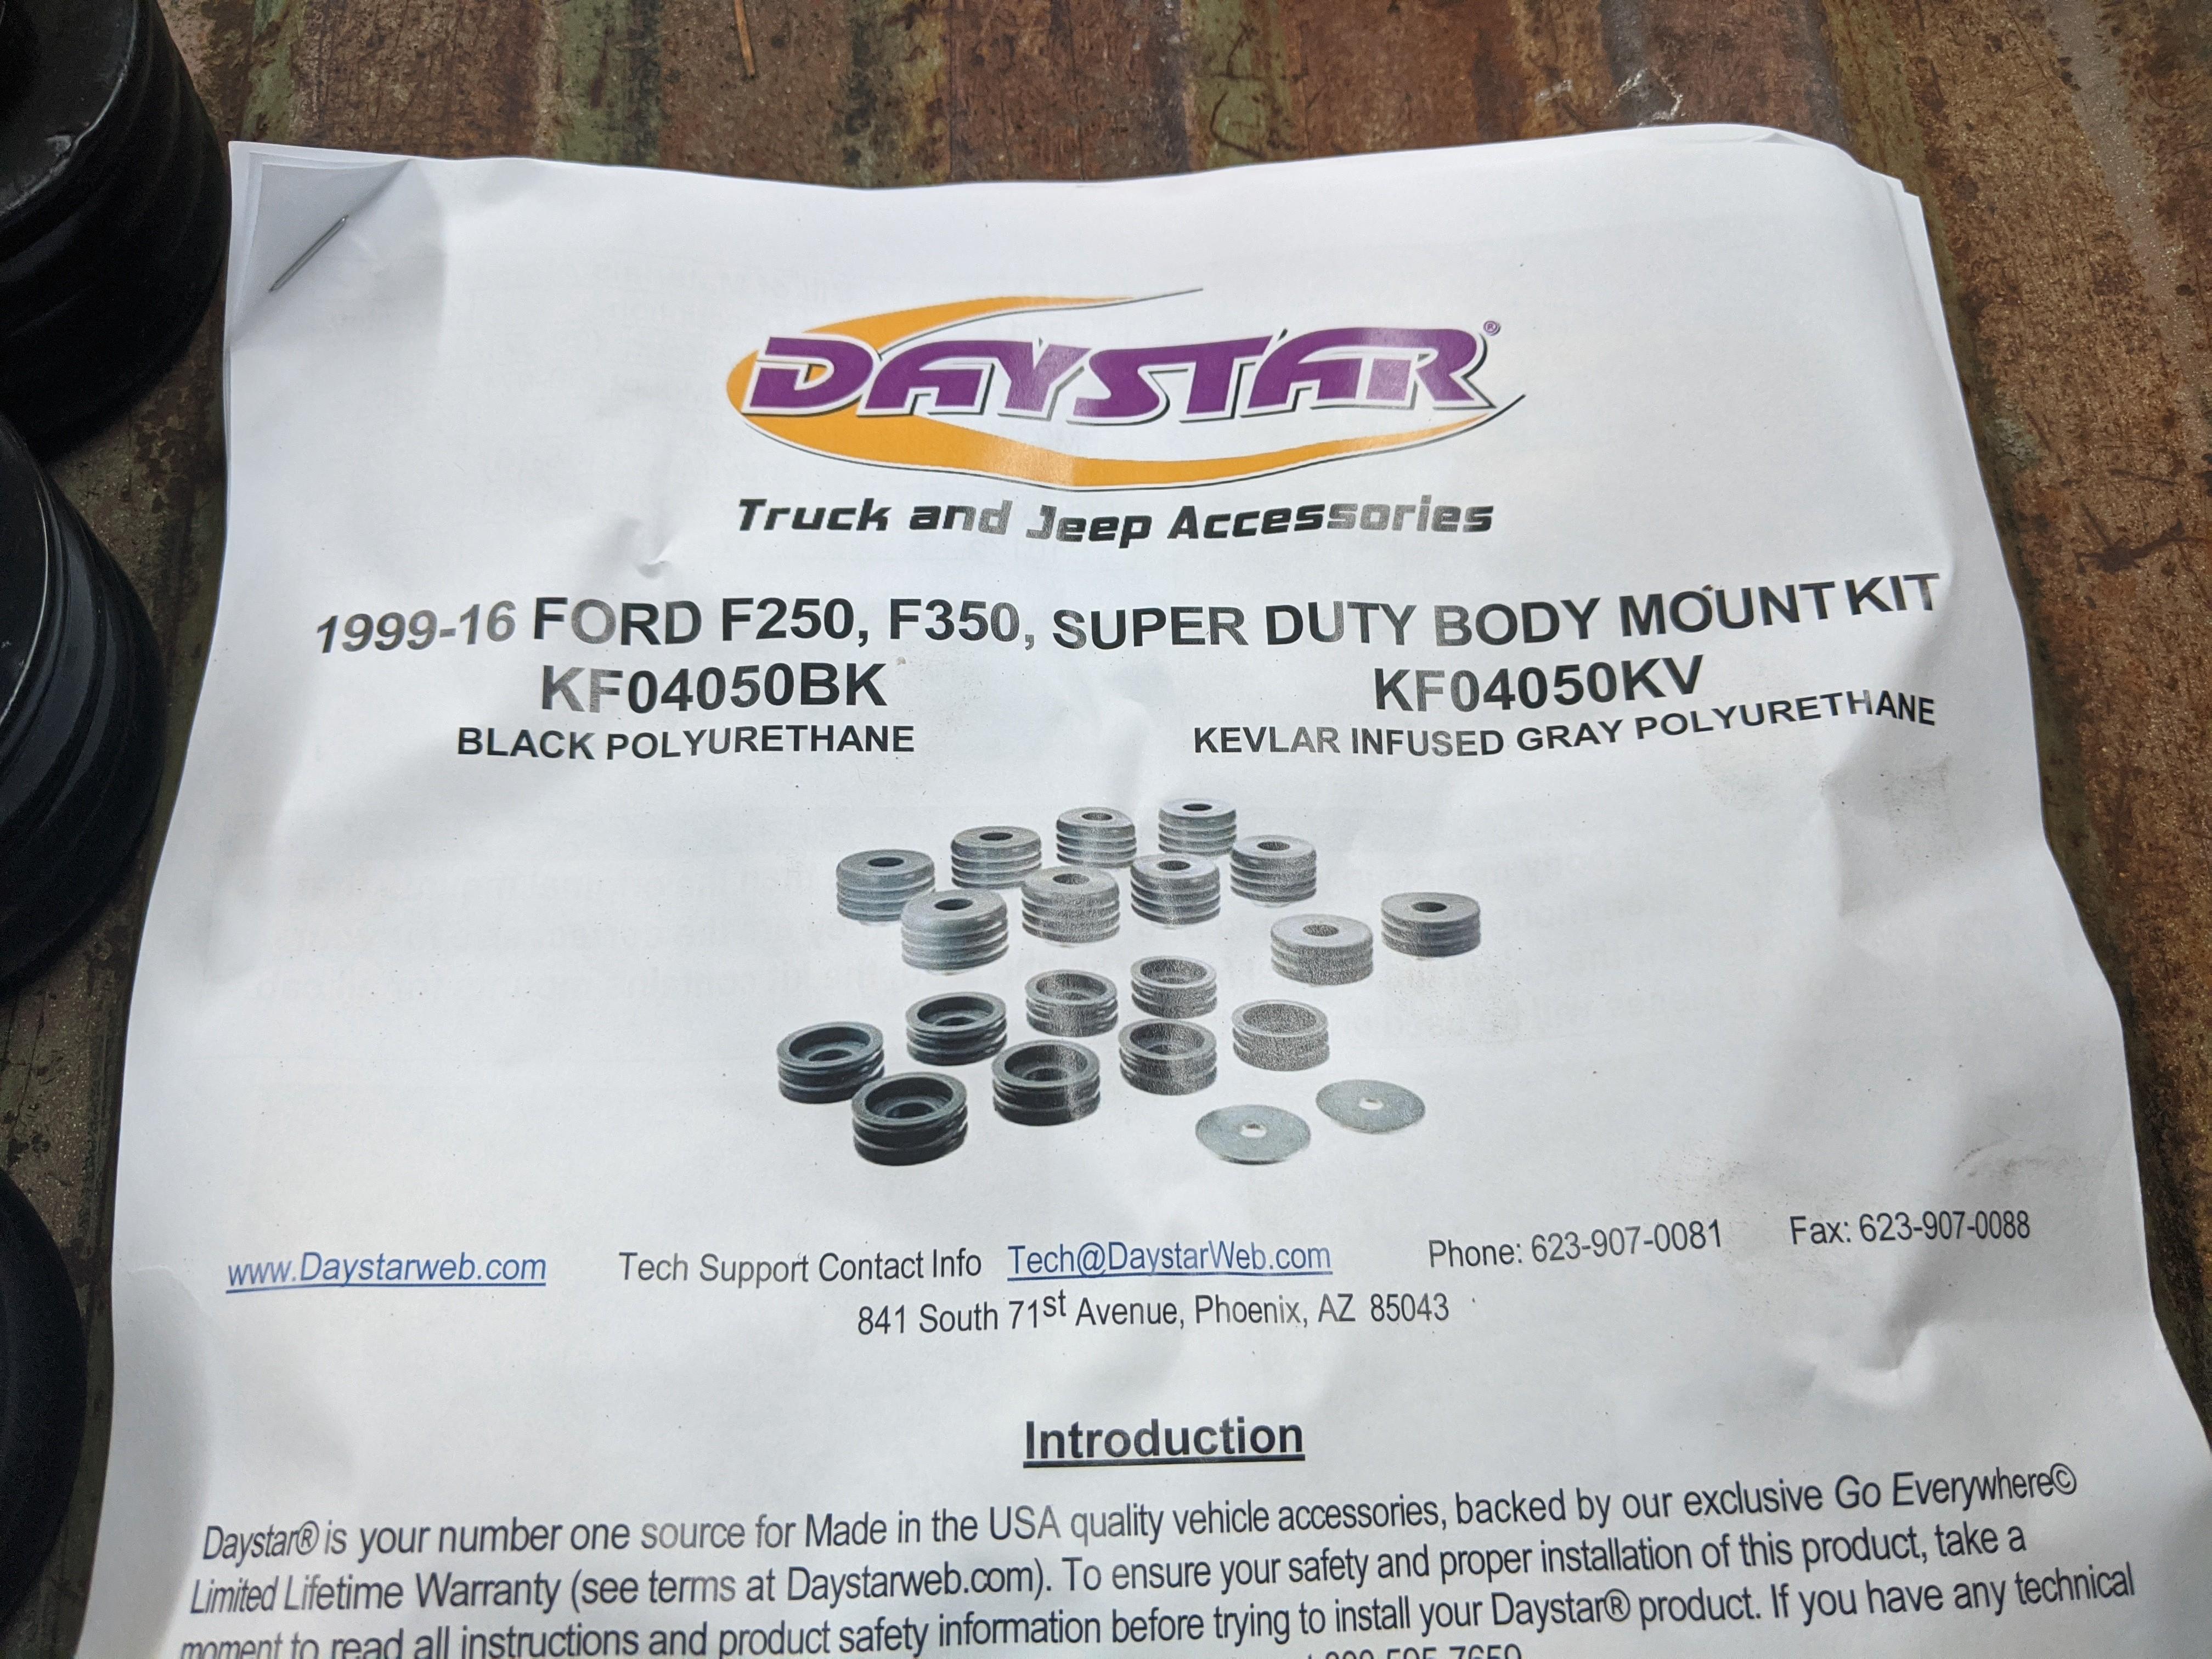 DAYSTAR®
Truck and Jeep Accessories
1999-16 FORD F250, F350, SUPER DUTY BODY MOUNT KIT
KF04050BK KF04050KV
BLACK POLYURETHANE KEVLAR INFUSED GRAY POLYURETHANE
www.Daystarweb.com Tech Support Contact Info Tech@DaystarWeb.com Phone: 623-907-0081 Fax: 623-907-0088
841 South 71st Avenue, Phoenix, AZ 85043
Introduction
Daystar® is your number one source for Made in the USA quality vehicle accessories, backed by our exclusive Go Everywhere©
Limited Lifetime Warranty (see terms at Daystarweb.com). To ensure your safety and proper installation of this product, take a
moment to read all instructions and product safety information before trying to install your Daystar® product. If you have any technical